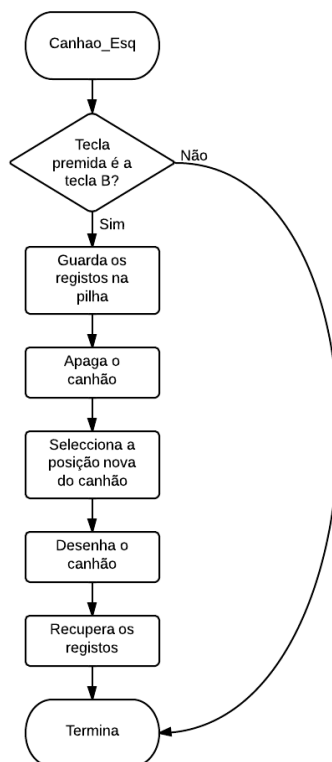 Canhao_Esq
Tecla
premida é a
tecla B?
Não
Sim
Guarda os
registos na
pilha
Apaga o
canhão
Selecciona a
posição nova
do canhão
Desenha o
canhão
Recupera os
registos
Termina